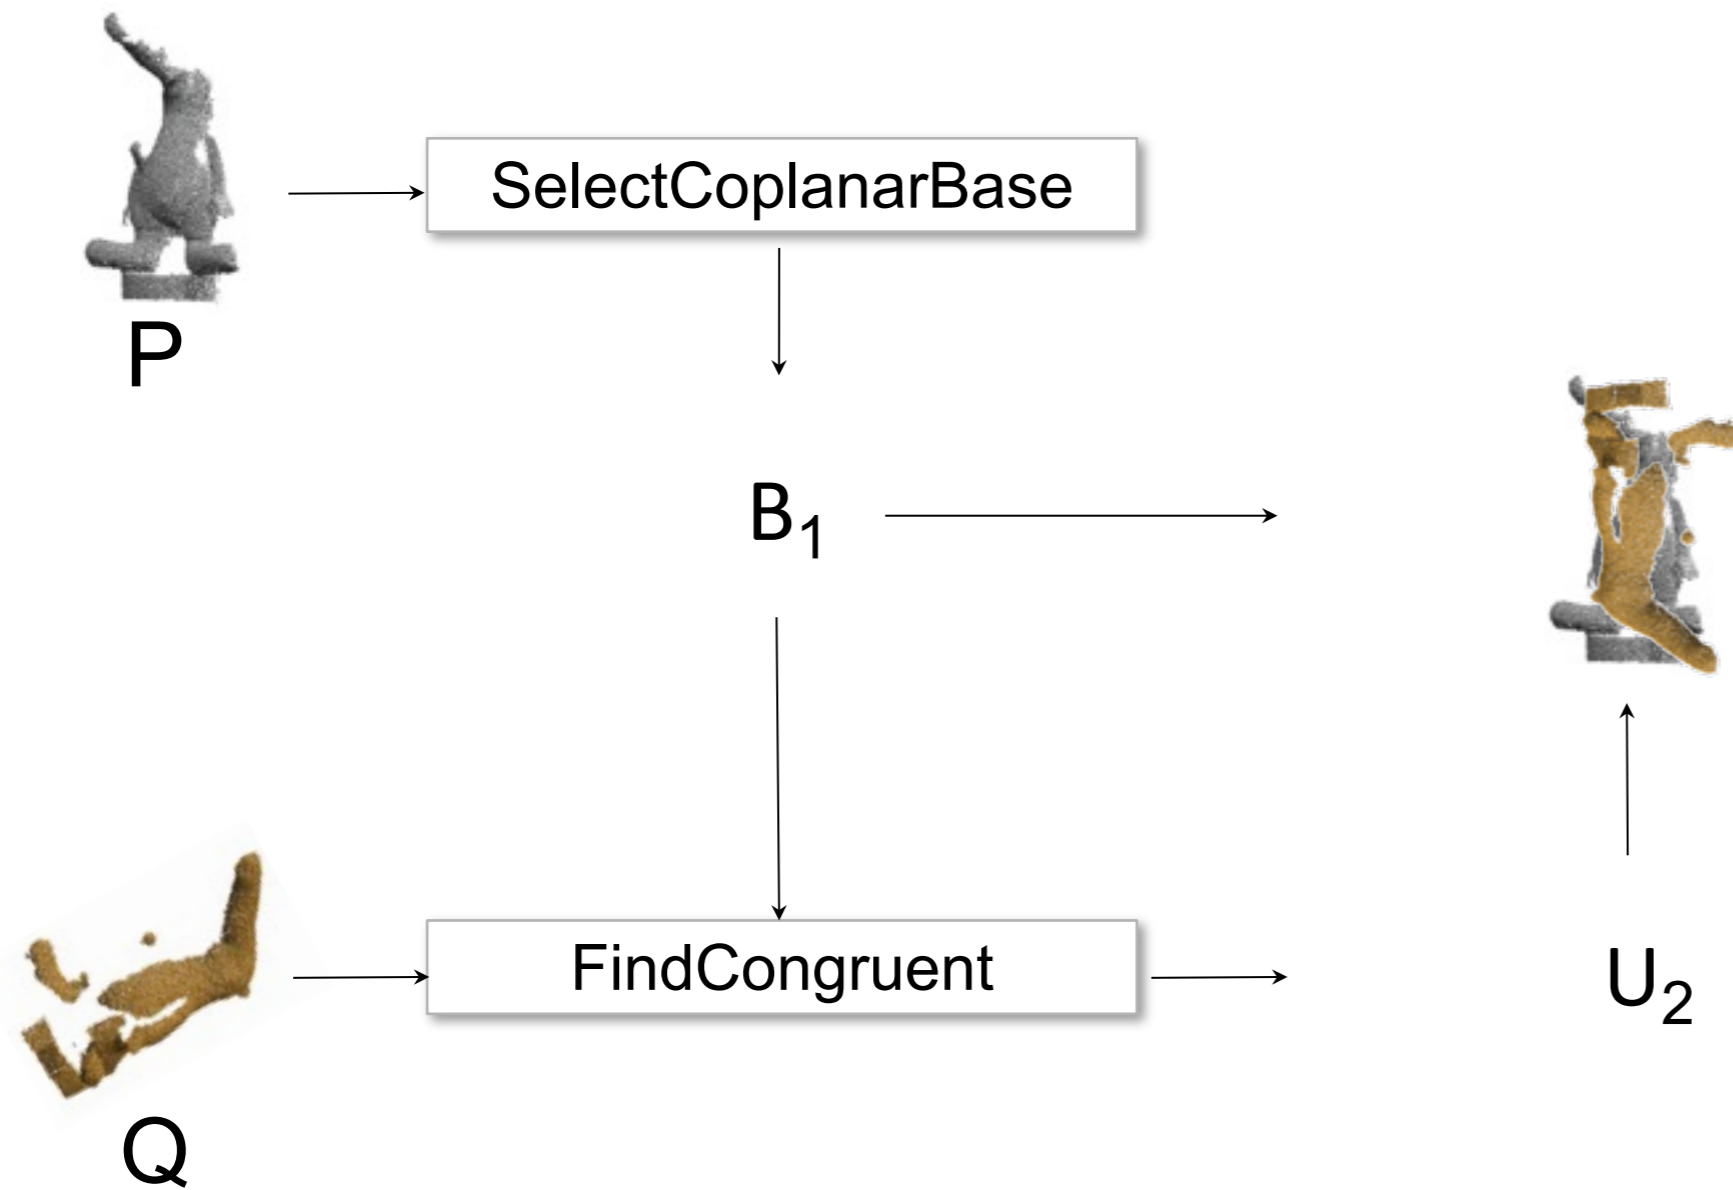 SelectCoplanarBase
P
B₁
FindCongruent
U₂
Q